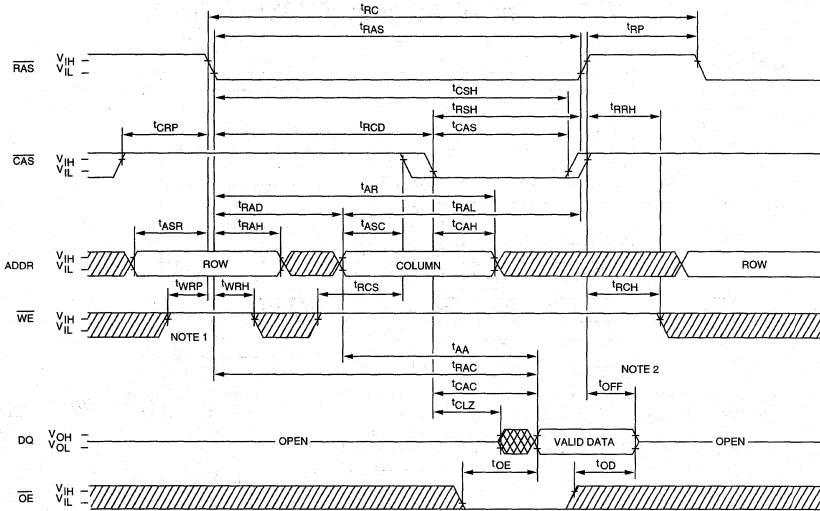 tRC
tRAS
tRP
RAS
VIH
VIL
tCSH
tRSH
tCRP
tRCD
tCAS
tRRH
CAS
VIH
VIL
tAR
tRAD
tRAL
tASR
tRAH
tASC
tCAH
ADDR
VIH
VIL
ROW
COLUMN
ROW
tWRP
tWRH
tRCS
tRCH
WE
VIH
VIL
NOTE 1
tAA
tRAC
NOTE 2
tCAC
tOFF
tCLZ
DQ
VOH
VOL
OPEN
VALID DATA
OPEN
tOE
tOD
OE
VIH
VIL